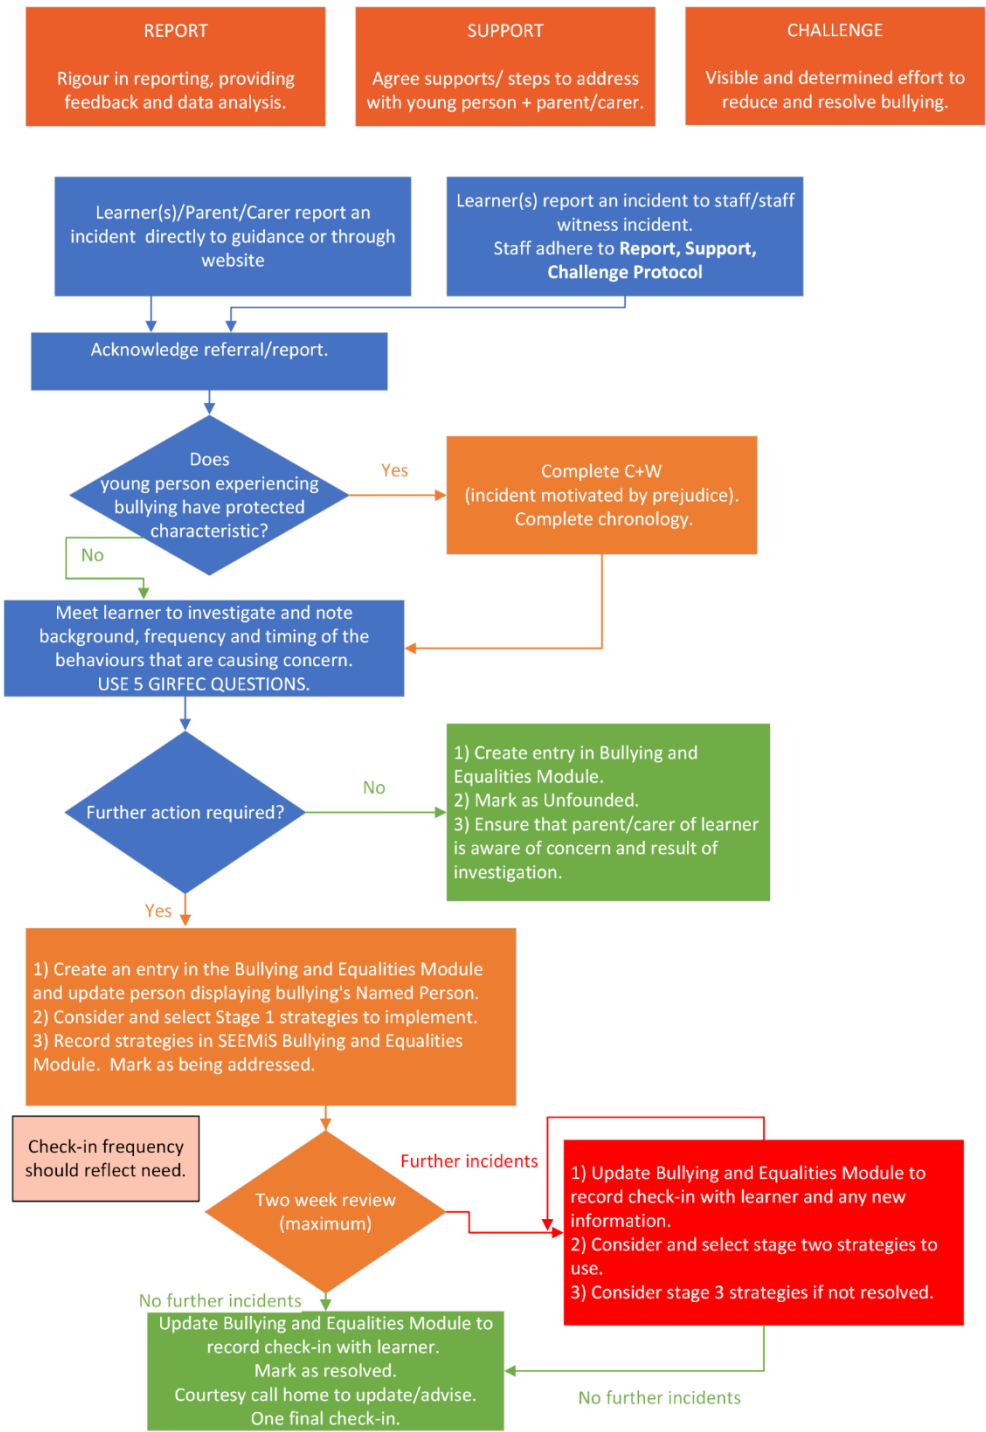 REPORT
Rigour in reporting, providing
feedback and data analysis.
SUPPORT
Agree supports/ steps to address
with young person + parent/carer.
CHALLENGE
Visible and determined effort to
reduce and resolve bullying.
Learner(s)/Parent/Carer report an
incident directly to guidance or through
website
Learner(s) report an incident to staff/staff
witness incident.
Staff adhere to Report, Support,
Challenge Protocol
Acknowledge referral/report.
Does
young person experiencing
bullying have protected
characteristic?
Yes
Complete C+W
(incident motivated by prejudice).
Complete chronology.
No
Meet learner to investigate and note
background, frequency and timing of the
behaviours that are causing concern.
USE 5 GIRFEC QUESTIONS.
Further action required?
No
1) Create entry in Bullying and
Equalities Module.
2) Mark as Unfounded.
3) Ensure that parent/carer of learner
is aware of concern and result of
investigation.
Yes
1) Create an entry in the Bullying and Equalities Module
and update person displaying bullying's Named Person.
2) Consider and select Stage 1 strategies to implement.
3) Record strategies in SEEMiS Bullying and Equalities
Module. Mark as being addressed.
Check-in frequency
should reflect need.
Two week review
(maximum)
Further incidents
1) Update Bullying and Equalities Module to
record check-in with learner and any new
information.
2) Consider and select stage two strategies to
use.
3) Consider stage 3 strategies if not resolved.
No further incidents
Update Bullying and Equalities Module to
record check-in with learner.
Mark as resolved.
Courtesy call home to update/advise.
One final check-in.
No further incidents